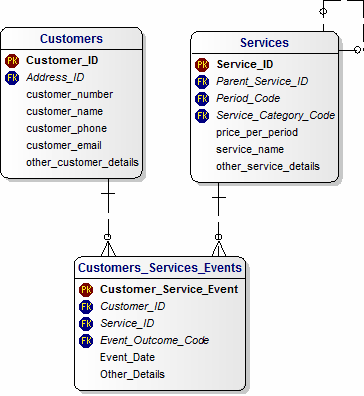 Customers
PK Customer_ID
FK Address_ID
customer_number
customer_name
customer_phone
customer_email
other_customer_details
Services
PK Service_ID
FK Parent_Service_ID
FK Period_Code
FK Service_Category_Code
price_per_period
service_name
other_service_details
Customers_Services_Events
PK Customer_Service_Event
FK Customer_ID
FK Service_ID
FK Event_Outcome_Code
Event_Date
Other_Details